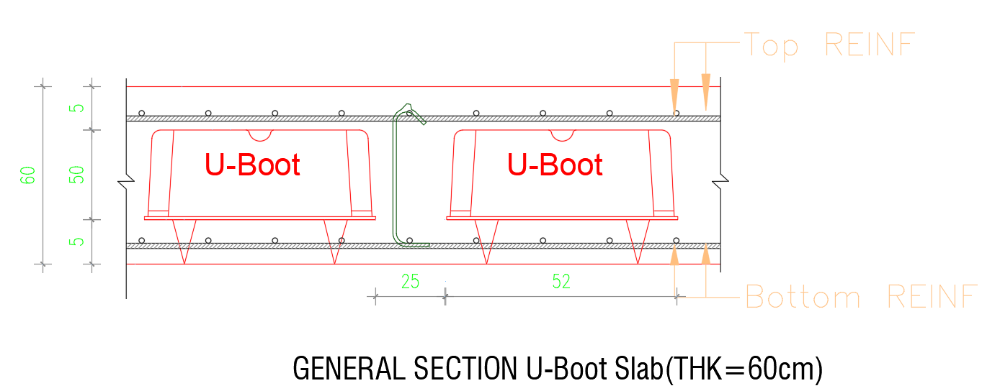 Top REINF
5
60
50
5
U-Boot
U-Boot
25
52
Bottom REINF
GENERAL SECTION U-Boot Slab(THK=60cm)